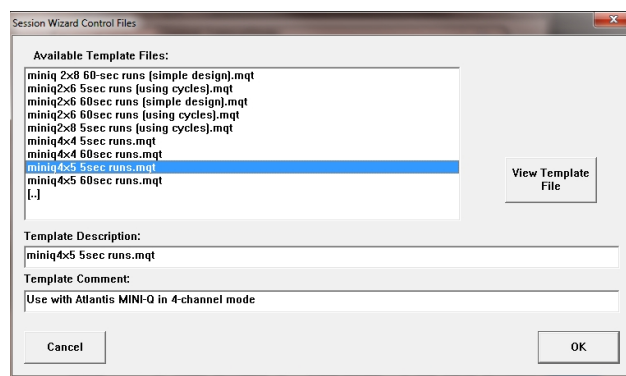 Session Wizard Control Files
Available Template Files:
miniq 2x8 60-sec runs (simple design).mqt
miniq2x6 5sec runs (using cycles).mqt
miniq2x6 60sec runs (simple design).mqt
miniq2x6 60sec runs (using cycles).mqt
miniq2x8 5sec runs (using cycles).mqt
miniq4x4 5sec runs.mqt
miniq4x4 60sec runs.mqt
miniq4x5 5sec runs.mqt
miniq4x5 60sec runs.mqt
[..]
View Template
File
Template Description:
miniq4x5 5sec runs.mqt
Template Comment:
Use with Atlantis MINI-Q in 4-channel mode
Cancel
OK